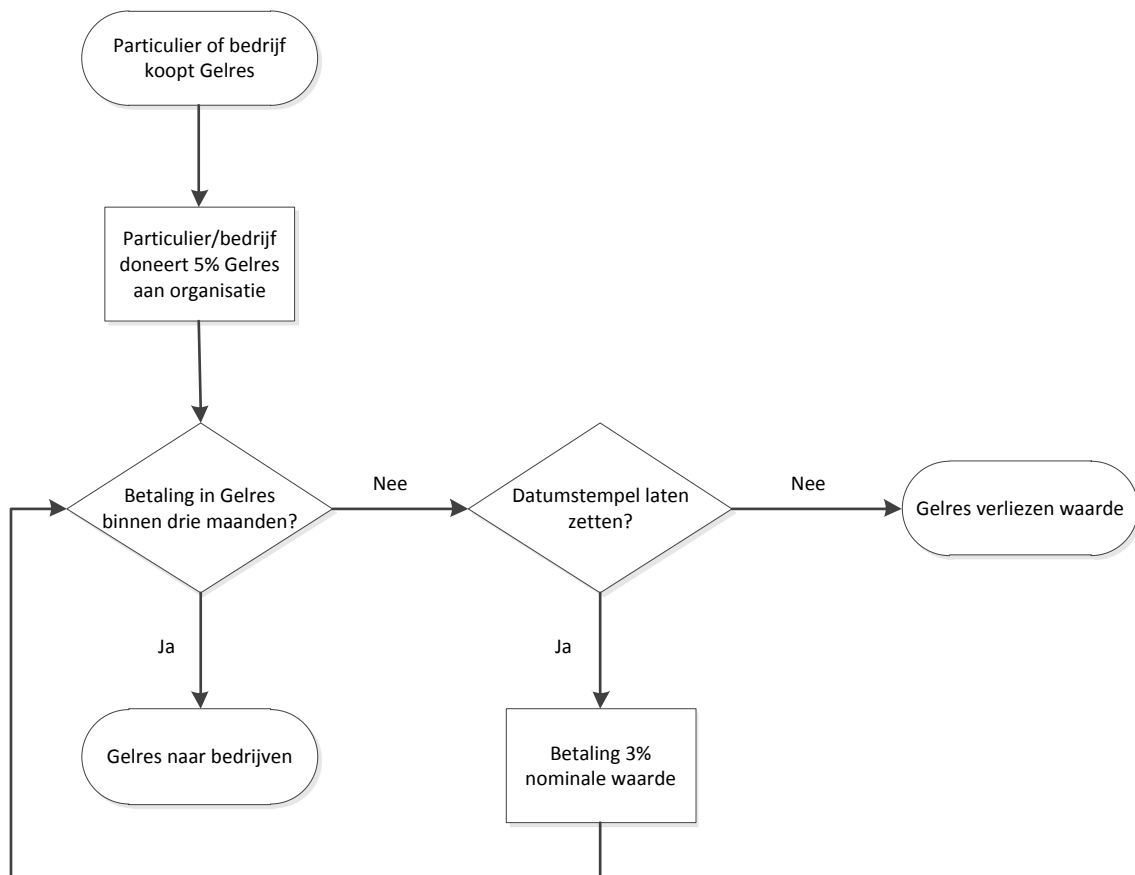 Particulier of bedrijf
koopt Gelres
Particulier/bedrijf
doneert 5% Gelres
aan organisatie
Betaling in Gelres
binnen drie maanden?
Nee
Datumstempel laten
zetten?
Nee
Gelres verliezen waarde
Ja
Ja
Gelres naar bedrijven
Betaling 3%
nominale waarde